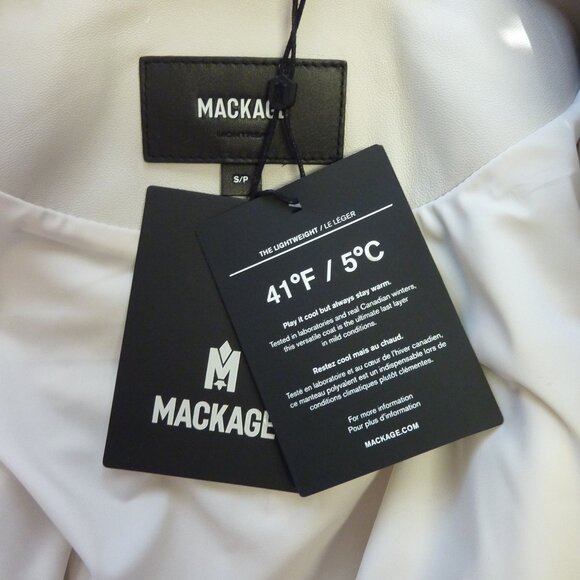 MACKAGE
MONTRÉAL
S/P
THE LIGHTWEIGHT / LE LÉGER
41°F / 5°C
Play it cool but always stay warm.
Tested in laboratories and real Canadian winters,
this versatile coat is the ultimate last layer
in mild conditions.
Restez cool mais au chaud.
Testé en laboratoire et au cœur de l'hiver canadien,
ce manteau polyvalent est un indispensable lors de
conditions climatiques plutôt clémentes.
For more information
Pour plus d'information
MACKAGE.COM
M
MACKAGE